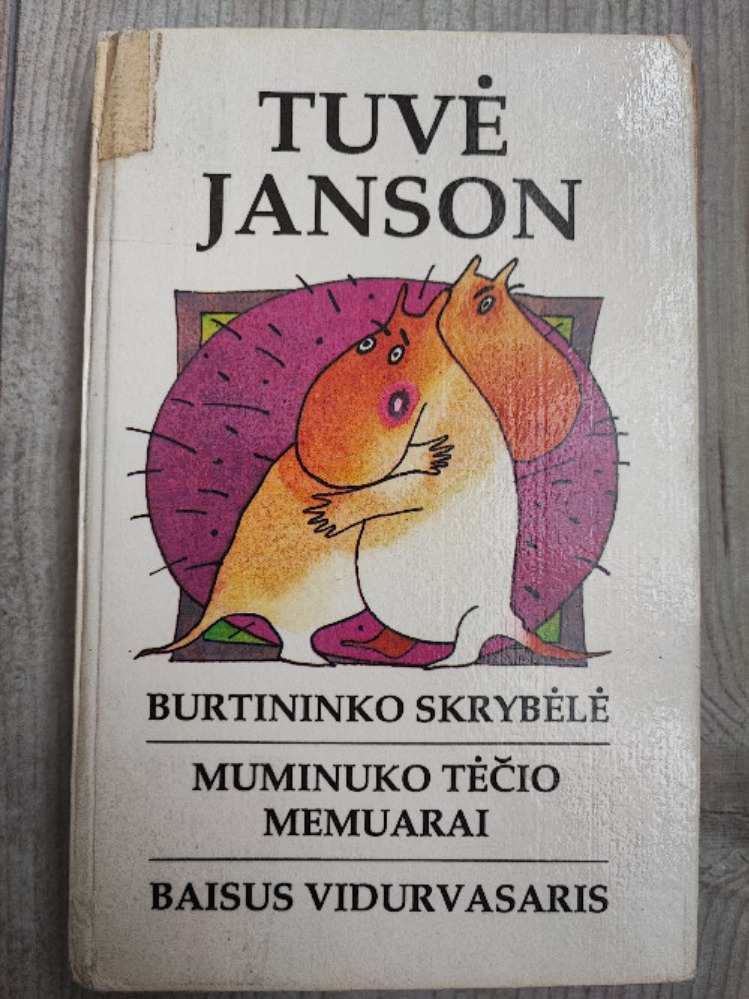 TUVĖ
JANSON
BURTININKO SKRYBĖLĖ
MUMINUKO TĖČIO
MEMUARAI
BAISUS VIDURVASARIS